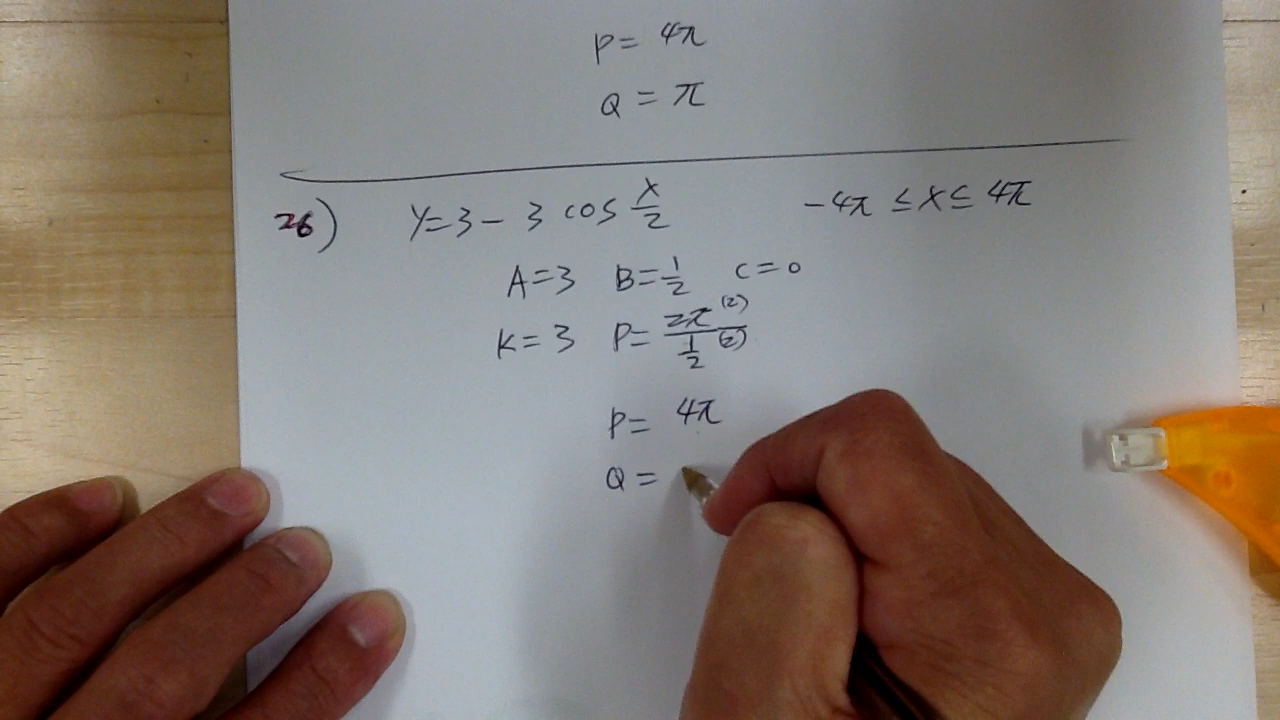 P = 4π
Q = π
26) Y=3- 3 cos x/2 -4π ≤ x ≤ 4π
A=3 B=1/2 C=0
K=3 P= 2π(2) / 1/2(2)
P= 4π
Q =